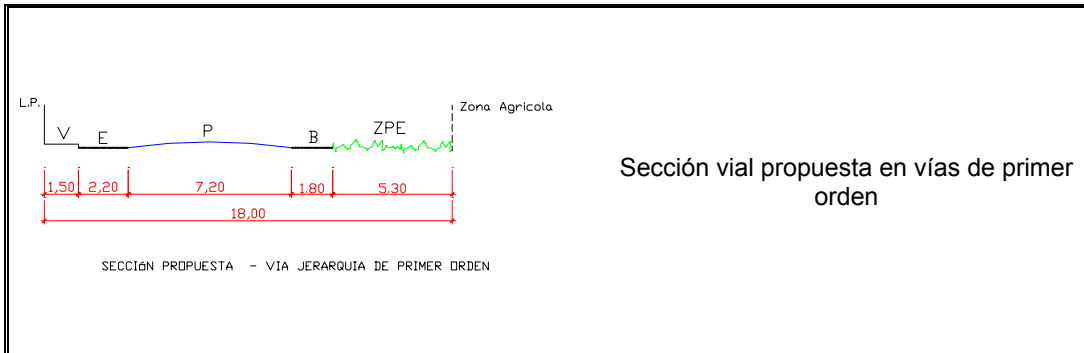 L.P.
Zona Agricola
V E P B ZPE
1,50 2,20 7,20 1.80 5.30
18,00
SECCIóN PROPUESTA - VIA JERARQUIA DE PRIMER ORDEN
Sección vial propuesta en vías de primer
orden